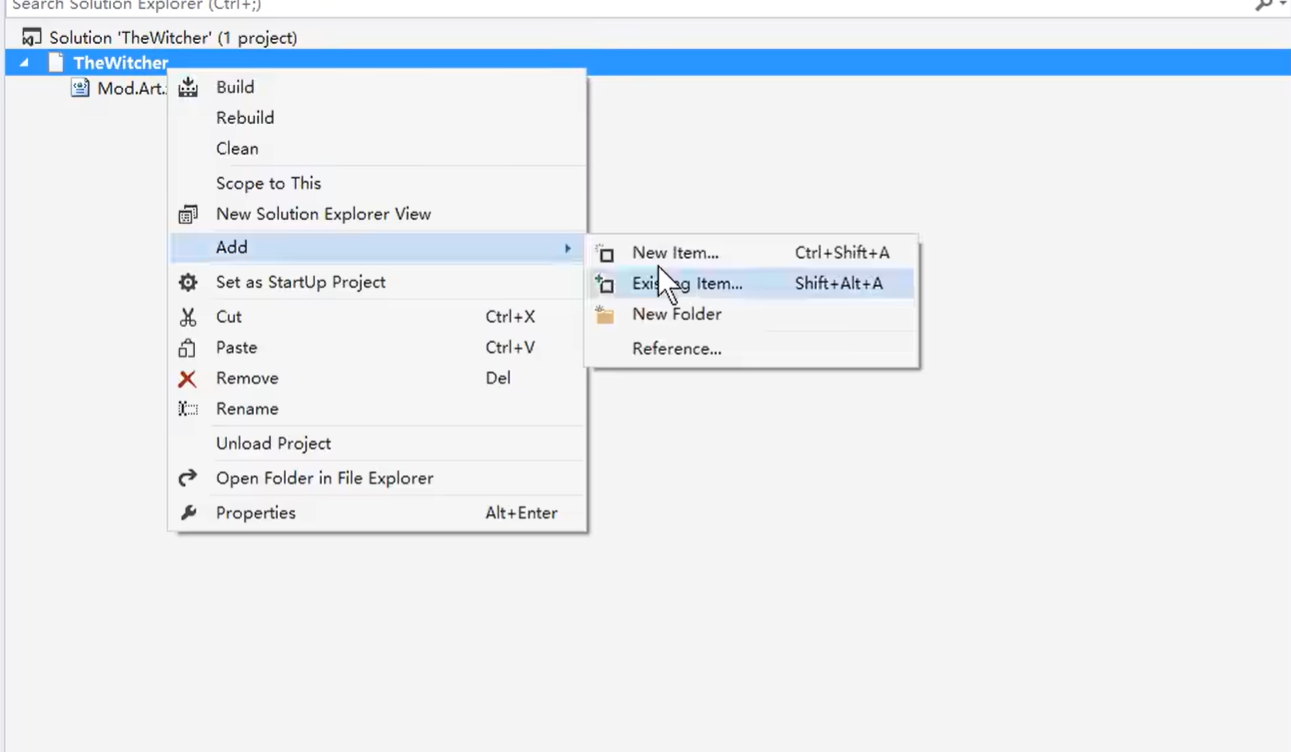 Search Solution Explorer (Ctrl+;)
Solution 'TheWitcher' (1 project)
TheWitcher
Mod.Art.
Build
Rebuild
Clean
Scope to This
New Solution Explorer View
Add
New Item... Ctrl+Shift+A
Existing Item... Shift+Alt+A
New Folder
Reference...
Set as StartUp Project
Cut Ctrl+X
Paste Ctrl+V
Remove Del
Rename
Unload Project
Open Folder in File Explorer
Properties Alt+Enter